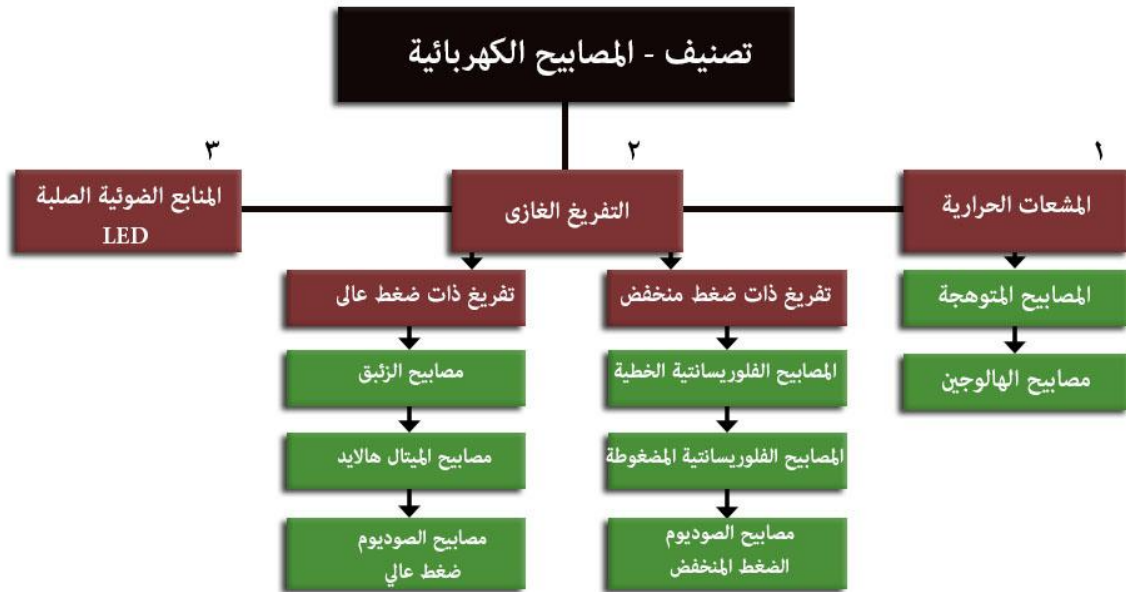 تصنيف - المصابيح الكهربائية
١
المشعات الحرارية
المصابيح المتوهجة
مصابيح الهالوجين
٢
التفريغ الغازى
تفريغ ذات ضغط منخفض
المصابيح الفلوريسانتية الخطية
المصابيح الفلوريسانتية المضغوطة
مصابيح الصوديوم
الضغط المنخفض
تفريغ ذات ضغط عالى
مصابيح الزئبق
مصابيح الميتال هالايد
مصابيح الصوديوم
ضغط عالي
٣
المنابع الضوئية الصلبة
LED